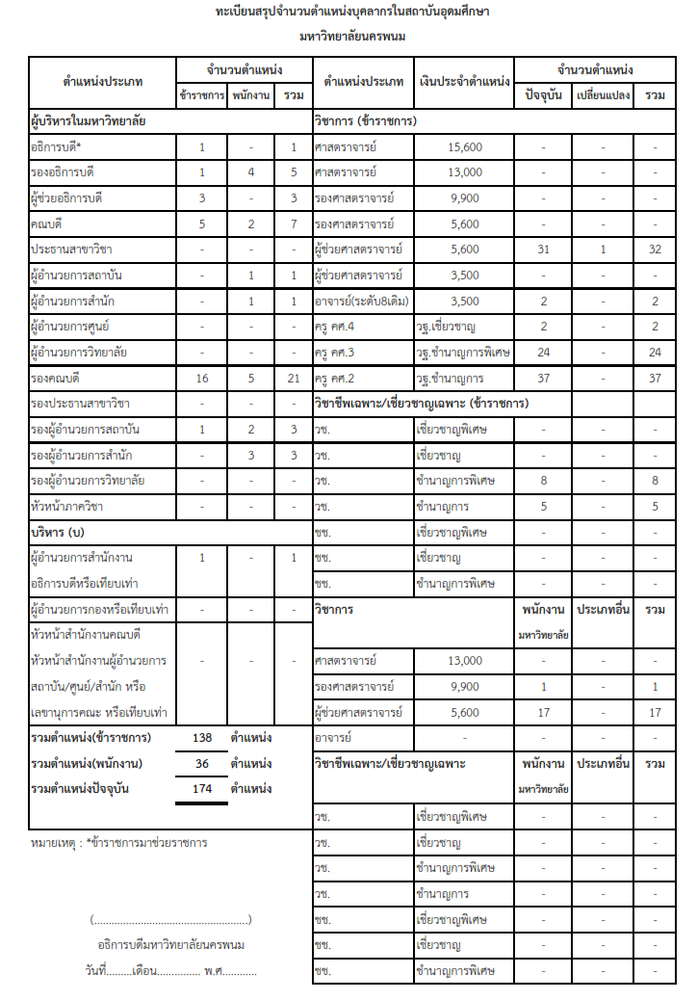 ทะเบียนสรุปจำนวนตำแหน่งบุคลากรในสถาบันอุดมศึกษา
มหาวิทยาลัยนครพนม
ตำแหน่งประเภท จำนวนตำแหน่ง ตำแหน่งประเภท เงินประจำตำแหน่ง จำนวนตำแหน่ง
ข้าราชการ พนักงาน รวม ปัจจุบัน เปลี่ยนแปลง รวม
ผู้บริหารในมหาวิทยาลัย วิชาการ (ข้าราชการ)
อธิการบดี* 1 - 1 ศาสตราจารย์ 15,600 - - -
รองอธิการบดี 1 4 5 ศาสตราจารย์ 13,000 - - -
ผู้ช่วยอธิการบดี 3 - 3 รองศาสตราจารย์ 9,900 - - -
คณบดี 5 2 7 รองศาสตราจารย์ 5,600 - - -
ประธานสาขาวิชา - - - ผู้ช่วยศาสตราจารย์ 5,600 31 1 32
ผู้อำนวยการสถาบัน - 1 1 ผู้ช่วยศาสตราจารย์ 3,500 - - -
ผู้อำนวยการสำนัก - 1 1 อาจารย์(ระดับ8เดิม) 3,500 2 - 2
ผู้อำนวยการศูนย์ - - - ครู คศ.4 วฐ.เชี่ยวชาญ 2 - 2
ผู้อำนวยการวิทยาลัย - - - ครู คศ.3 วฐ.ชำนาญการพิเศษ 24 - 24
รองคณบดี 16 5 21 ครู คศ.2 วฐ.ชำนาญการ 37 - 37
รองประธานสาขาวิชา - - - วิชาชีพเฉพาะ/เชี่ยวชาญเฉพาะ (ข้าราชการ)
รองผู้อำนวยการสถาบัน 1 2 3 วช. เชี่ยวชาญพิเศษ - - -
รองผู้อำนวยการสำนัก - 3 3 วช. เชี่ยวชาญ - - -
รองผู้อำนวยการวิทยาลัย - - - วช. ชำนาญการพิเศษ 8 - 8
หัวหน้าภาควิชา - - - วช. ชำนาญการ 5 - 5
บริหาร (บ) ชช. เชี่ยวชาญพิเศษ - - -
ผู้อำนวยการสำนักงาน 1 - 1 ชช. เชี่ยวชาญ - - -
อธิการบดีหรือเทียบเท่า ชช. ชำนาญการพิเศษ - - -
ผู้อำนวยการกองหรือเทียบเท่า - - - วิชาการ พนักงาน ประเภทอื่น รวม
หัวหน้าสำนักงานคณบดี มหาวิทยาลัย
หัวหน้าสำนักงานผู้อำนวยการ - - - ศาสตราจารย์ 13,000 - - -
สถาบัน/ศูนย์/สำนัก หรือ รองศาสตราจารย์ 9,900 1 - 1
เลขานุการคณะ หรือเทียบเท่า ผู้ช่วยศาสตราจารย์ 5,600 17 - 17
รวมตำแหน่ง(ข้าราชการ) 138 ตำแหน่ง อาจารย์ - - - -
รวมตำแหน่ง(พนักงาน) 36 ตำแหน่ง วิชาชีพเฉพาะ/เชี่ยวชาญเฉพาะ พนักงาน ประเภทอื่น รวม
รวมตำแหน่งปัจจุบัน 174 ตำแหน่ง มหาวิทยาลัย
วช. เชี่ยวชาญพิเศษ - - -
หมายเหตุ : *ข้าราชการมาช่วยราชการ วช. เชี่ยวชาญ - - -
วช. ชำนาญการพิเศษ - - -
วช. ชำนาญการ - - -
(.....................................................) ชช. เชี่ยวชาญพิเศษ - - -
อธิการบดีมหาวิทยาลัยนครพนม ชช. เชี่ยวชาญ - - -
วันที่.........เดือน............... พ.ศ............ ชช. ชำนาญการพิเศษ - - -